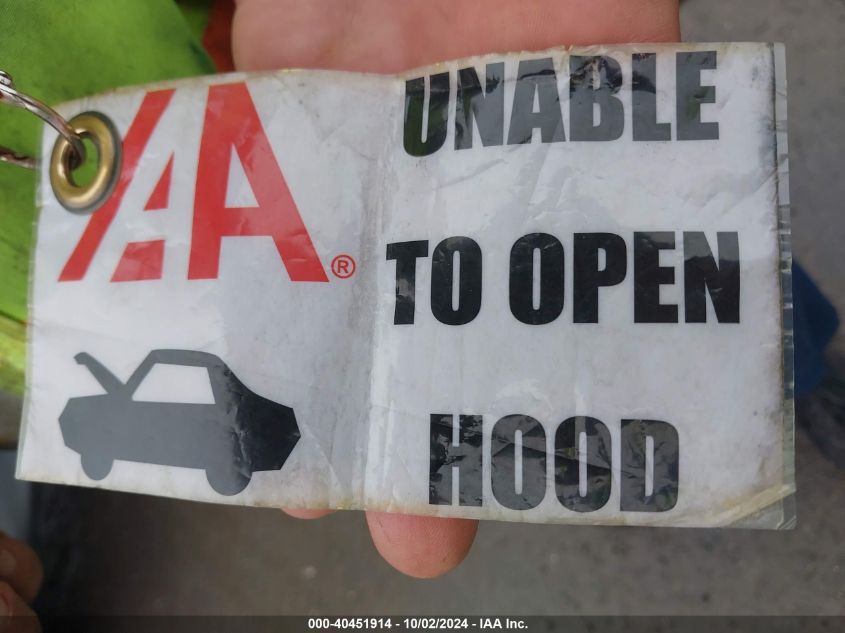 IAA®
UNABLE
TO OPEN
HOOD
000-40451914 - 10/02/2024 - IAA Inc.